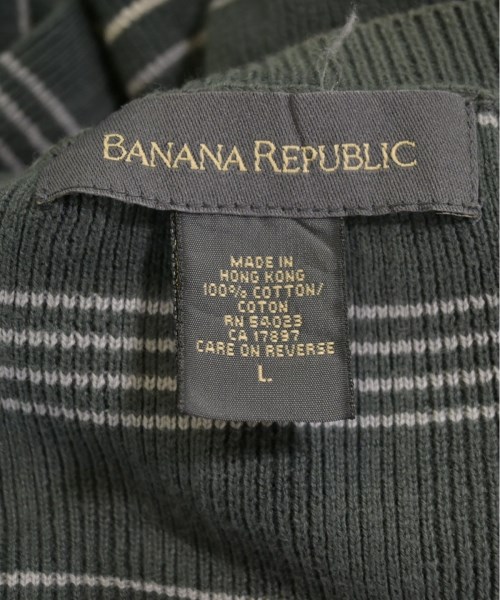 BANANA REPUBLIC
MADE IN
HONG KONG
100% COTTON/
COTON
RN 54023
CA 17897
CARE ON REVERSE
L.